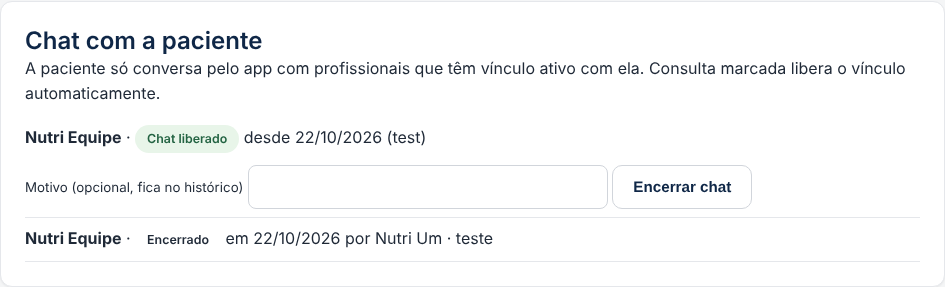 Chat com a paciente
A paciente só conversa pelo app com profissionais que têm vínculo ativo com ela. Consulta marcada libera o vínculo
automaticamente.
Nutri Equipe · Chat liberado desde 22/10/2026 (test)
Motivo (opcional, fica no histórico) Encerrar chat
Nutri Equipe · Encerrado em 22/10/2026 por Nutri Um · teste